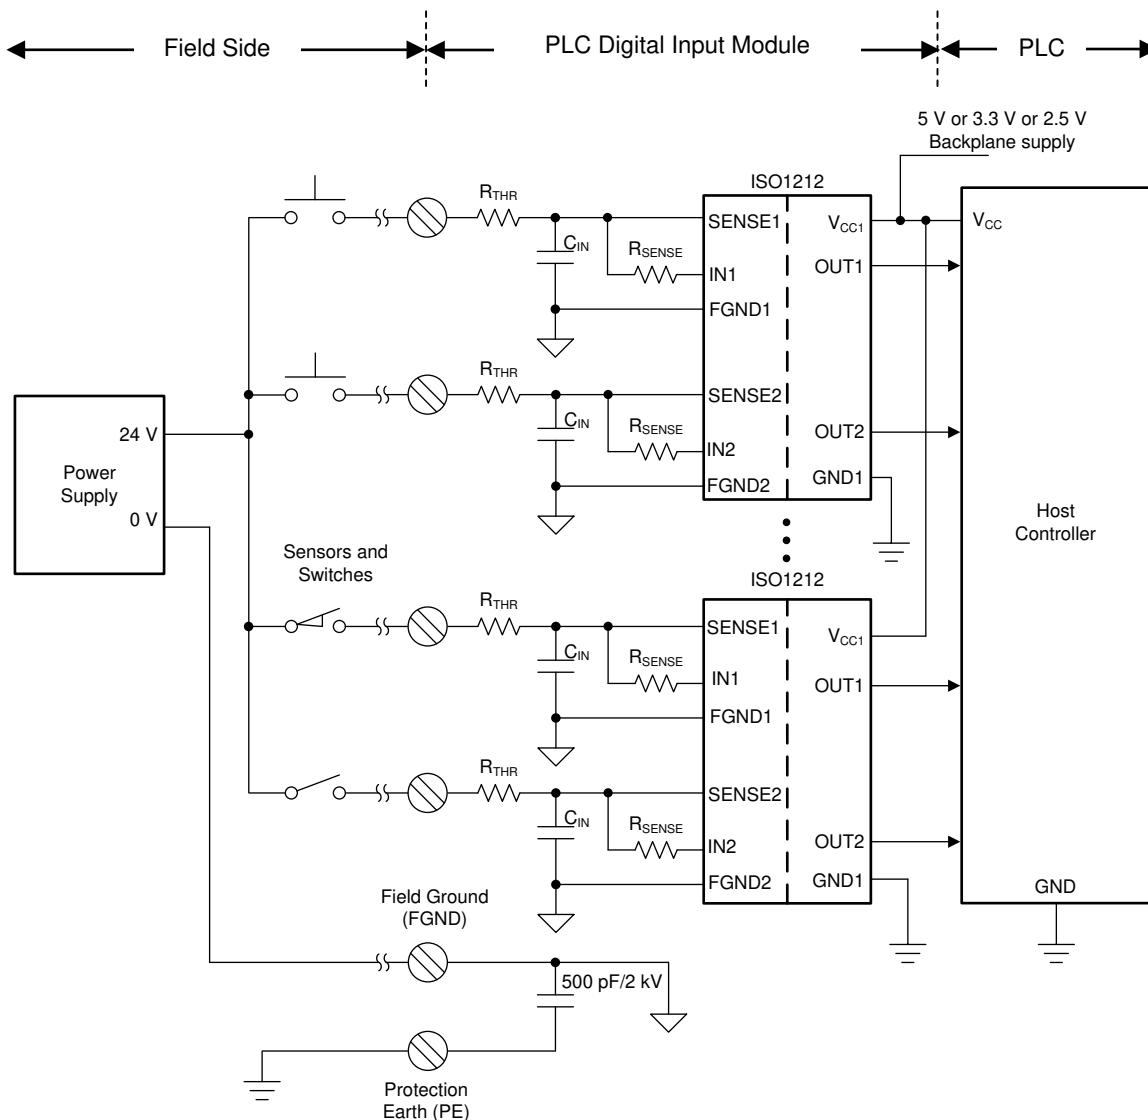 Field Side
PLC Digital Input Module
PLC
5 V or 3.3 V or 2.5 V
Backplane supply
ISO1212
R_THR
SENSE1
V_CC1
V_CC
C_IN
R_SENSE
OUT1
IN1
FGND1
R_THR
SENSE2
C_IN
R_SENSE
OUT2
IN2
FGND2
GND1
24 V
Power
Supply
0 V
Host
Controller
Sensors and
Switches
ISO1212
R_THR
SENSE1
V_CC1
C_IN
R_SENSE
IN1
OUT1
FGND1
R_THR
SENSE2
C_IN
R_SENSE
IN2
OUT2
FGND2
GND1
GND
Field Ground
(FGND)
500 pF/2 kV
Protection
Earth (PE)